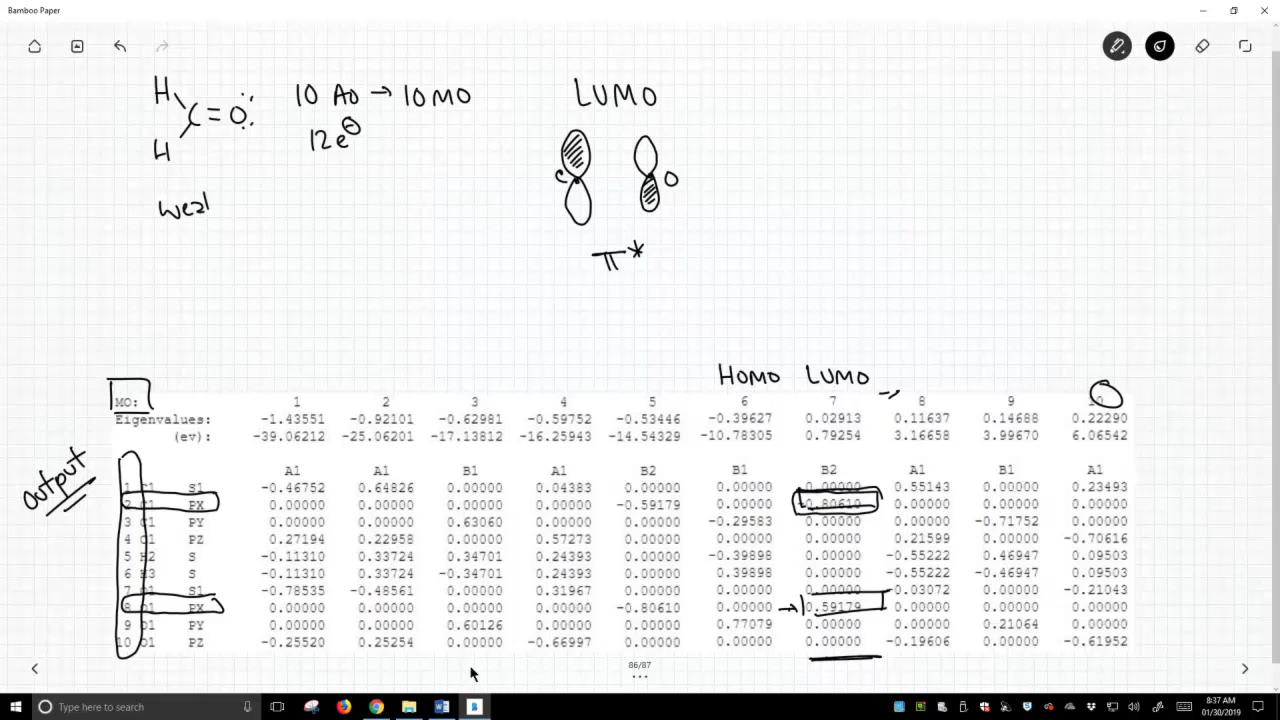 Bamboo Paper
H
C=O
H
10 AO → 10 MO
12e⊖
LUMO
C
O
π*
HOMO LUMO
MO: 1 2 3 4 5 6 7 8 9
Eigenvalues: -1.43551 -0.92101 -0.62981 -0.59752 -0.53446 -0.39627 0.02913 0.11637 0.14688 0.22290
(ev): -39.06212 -25.06201 -17.13812 -16.25943 -14.54329 -10.78305 0.79254 3.16658 3.99670 6.06542
output
A1 A1 B1 A1 B2 B1 B2 A1 B1 A1
1 C1 S1 -0.46752 0.64826 0.00000 0.04383 0.00000 0.00000 0.00000 0.55143 0.00000 0.23493
2 PX 0.00000 0.00000 0.00000 0.00000 -0.59179 0.00000 0.80610 0.00000 0.00000 0.00000
3 C1 PY 0.00000 0.00000 0.63060 0.00000 0.00000 -0.29583 0.00000 0.00000 -0.71752 0.00000
4 C1 PZ 0.27194 0.22958 0.00000 0.57273 0.00000 0.00000 0.00000 0.21599 0.00000 -0.70616
5 H2 S -0.11310 0.33724 0.34701 0.24393 0.00000 -0.39898 0.00000 -0.55222 0.46947 0.09503
6 H3 S -0.11310 0.33724 -0.34701 0.24393 0.00000 0.39898 0.00000 -0.55222 -0.46947 0.09503
7 O1 S1 -0.78535 -0.48561 0.00000 0.31967 0.00000 0.00000 0.00000 -0.03072 0.00000 -0.21043
8 O1 PX 0.00000 0.00000 0.00000 0.00000 -0.80610 0.00000 → 0.59179 0.00000 0.00000 0.00000
9 O1 PY 0.00000 0.00000 0.60126 0.00000 0.00000 0.77079 0.00000 0.00000 0.21064 0.00000
10 O1 PZ -0.25520 0.25254 0.00000 -0.66997 0.00000 0.00000 0.00000 -0.19606 0.00000 -0.61952
86/87
Type here to search
8:37 AM
01/30/2019